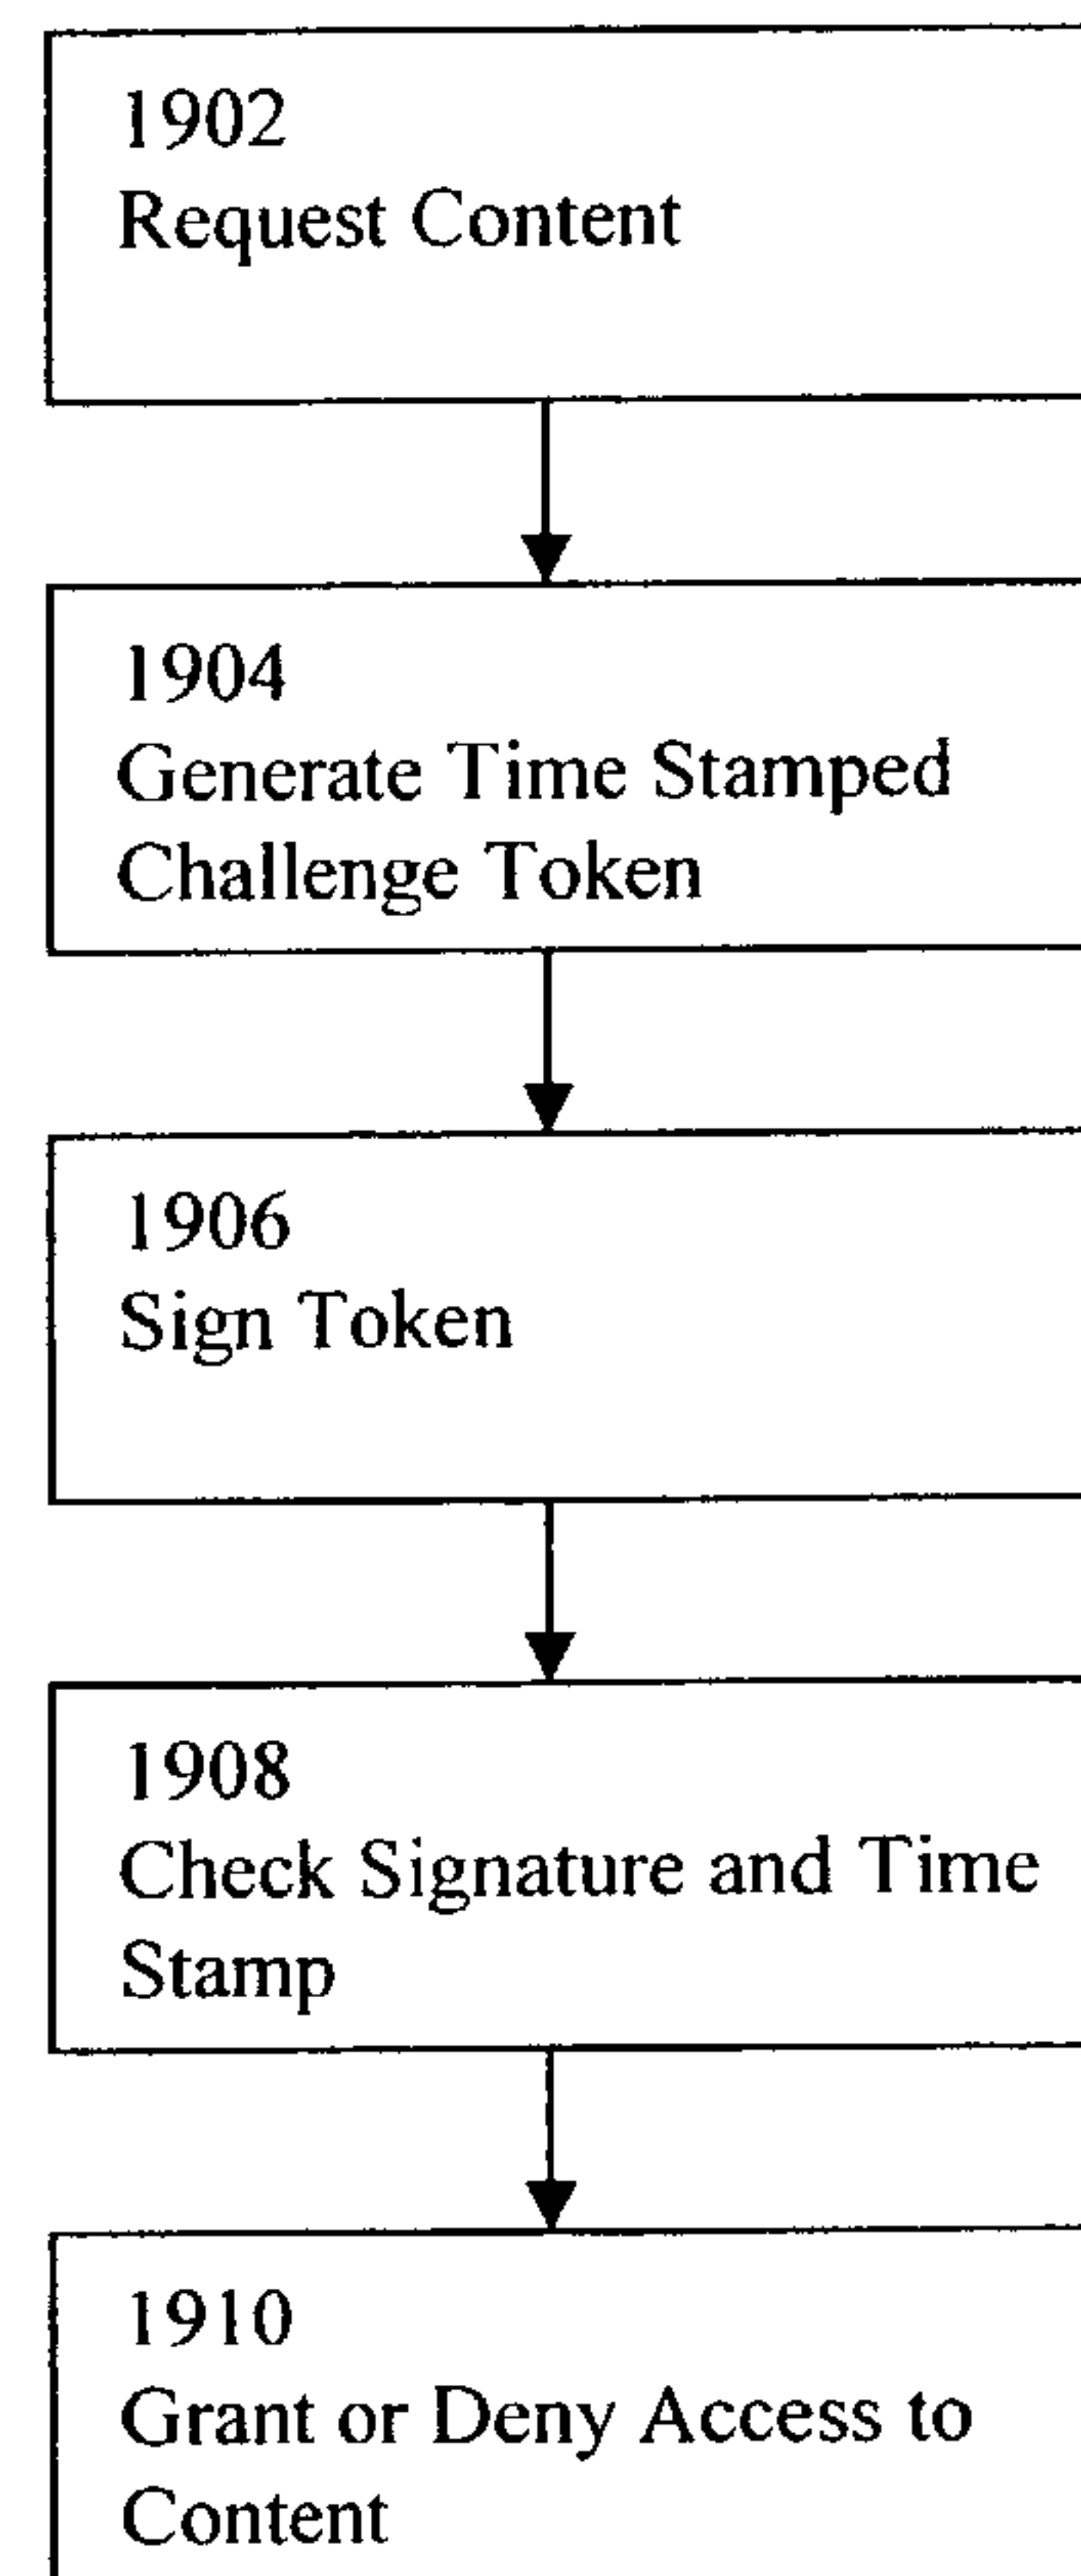 1902
Request Content
1904
Generate Time Stamped
Challenge Token
1906
Sign Token
1908
Check Signature and Time
Stamp
1910
Grant or Deny Access to
Content